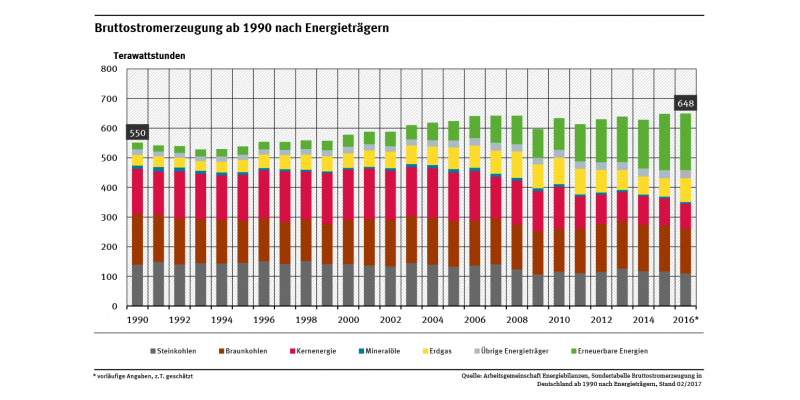 Bruttostromerzeugung ab 1990 nach Energieträgern
Terawattstunden
800
700
600
500
400
300
200
100
0
550
648
1990 1992 1994 1996 1998 2000 2002 2004 2006 2008 2010 2012 2014 2016*
Steinkohlen Braunkohlen Kernenergie Mineralöle Erdgas Übrige Energieträger Erneuerbare Energien
* vorläufige Angaben, z.T. geschätzt
Quelle: Arbeitsgemeinschaft Energiebilanzen, Sondertabelle Bruttostromerzeugung in
Deutschland ab 1990 nach Energieträgern, Stand 02/2017